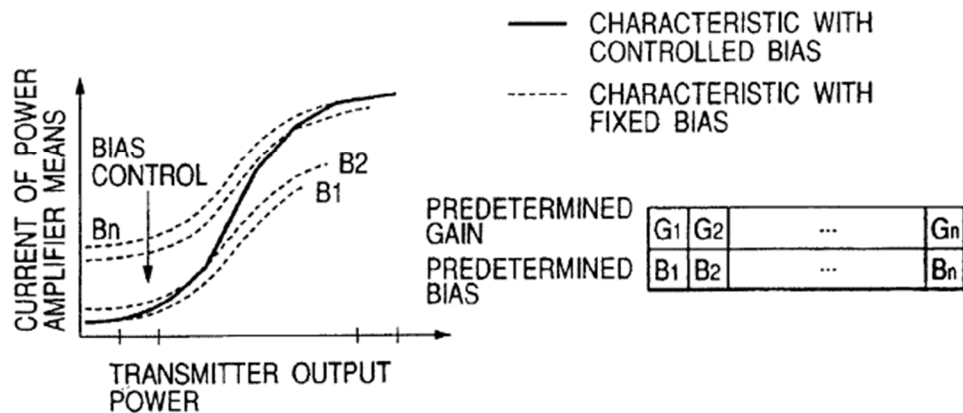 CHARACTERISTIC WITH
CONTROLLED BIAS
CHARACTERISTIC WITH
FIXED BIAS
CURRENT OF POWER
AMPLIFIER MEANS
BIAS
CONTROL
Bn
B2
B1
TRANSMITTER OUTPUT
POWER
PREDETERMINED
GAIN
G1 G2 ... Gn
PREDETERMINED
BIAS
B1 B2 ... Bn